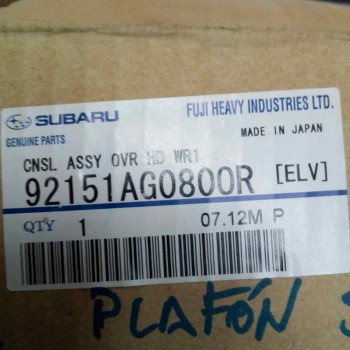 SUBARU FUJI HEAVY INDUSTRIES LTD.
GENUINE PARTS MADE IN JAPAN
CNSL ASSY OVR HD WR1
92151AG0800R [ELV]
QTY 1 07.12M P
PLAFÓN